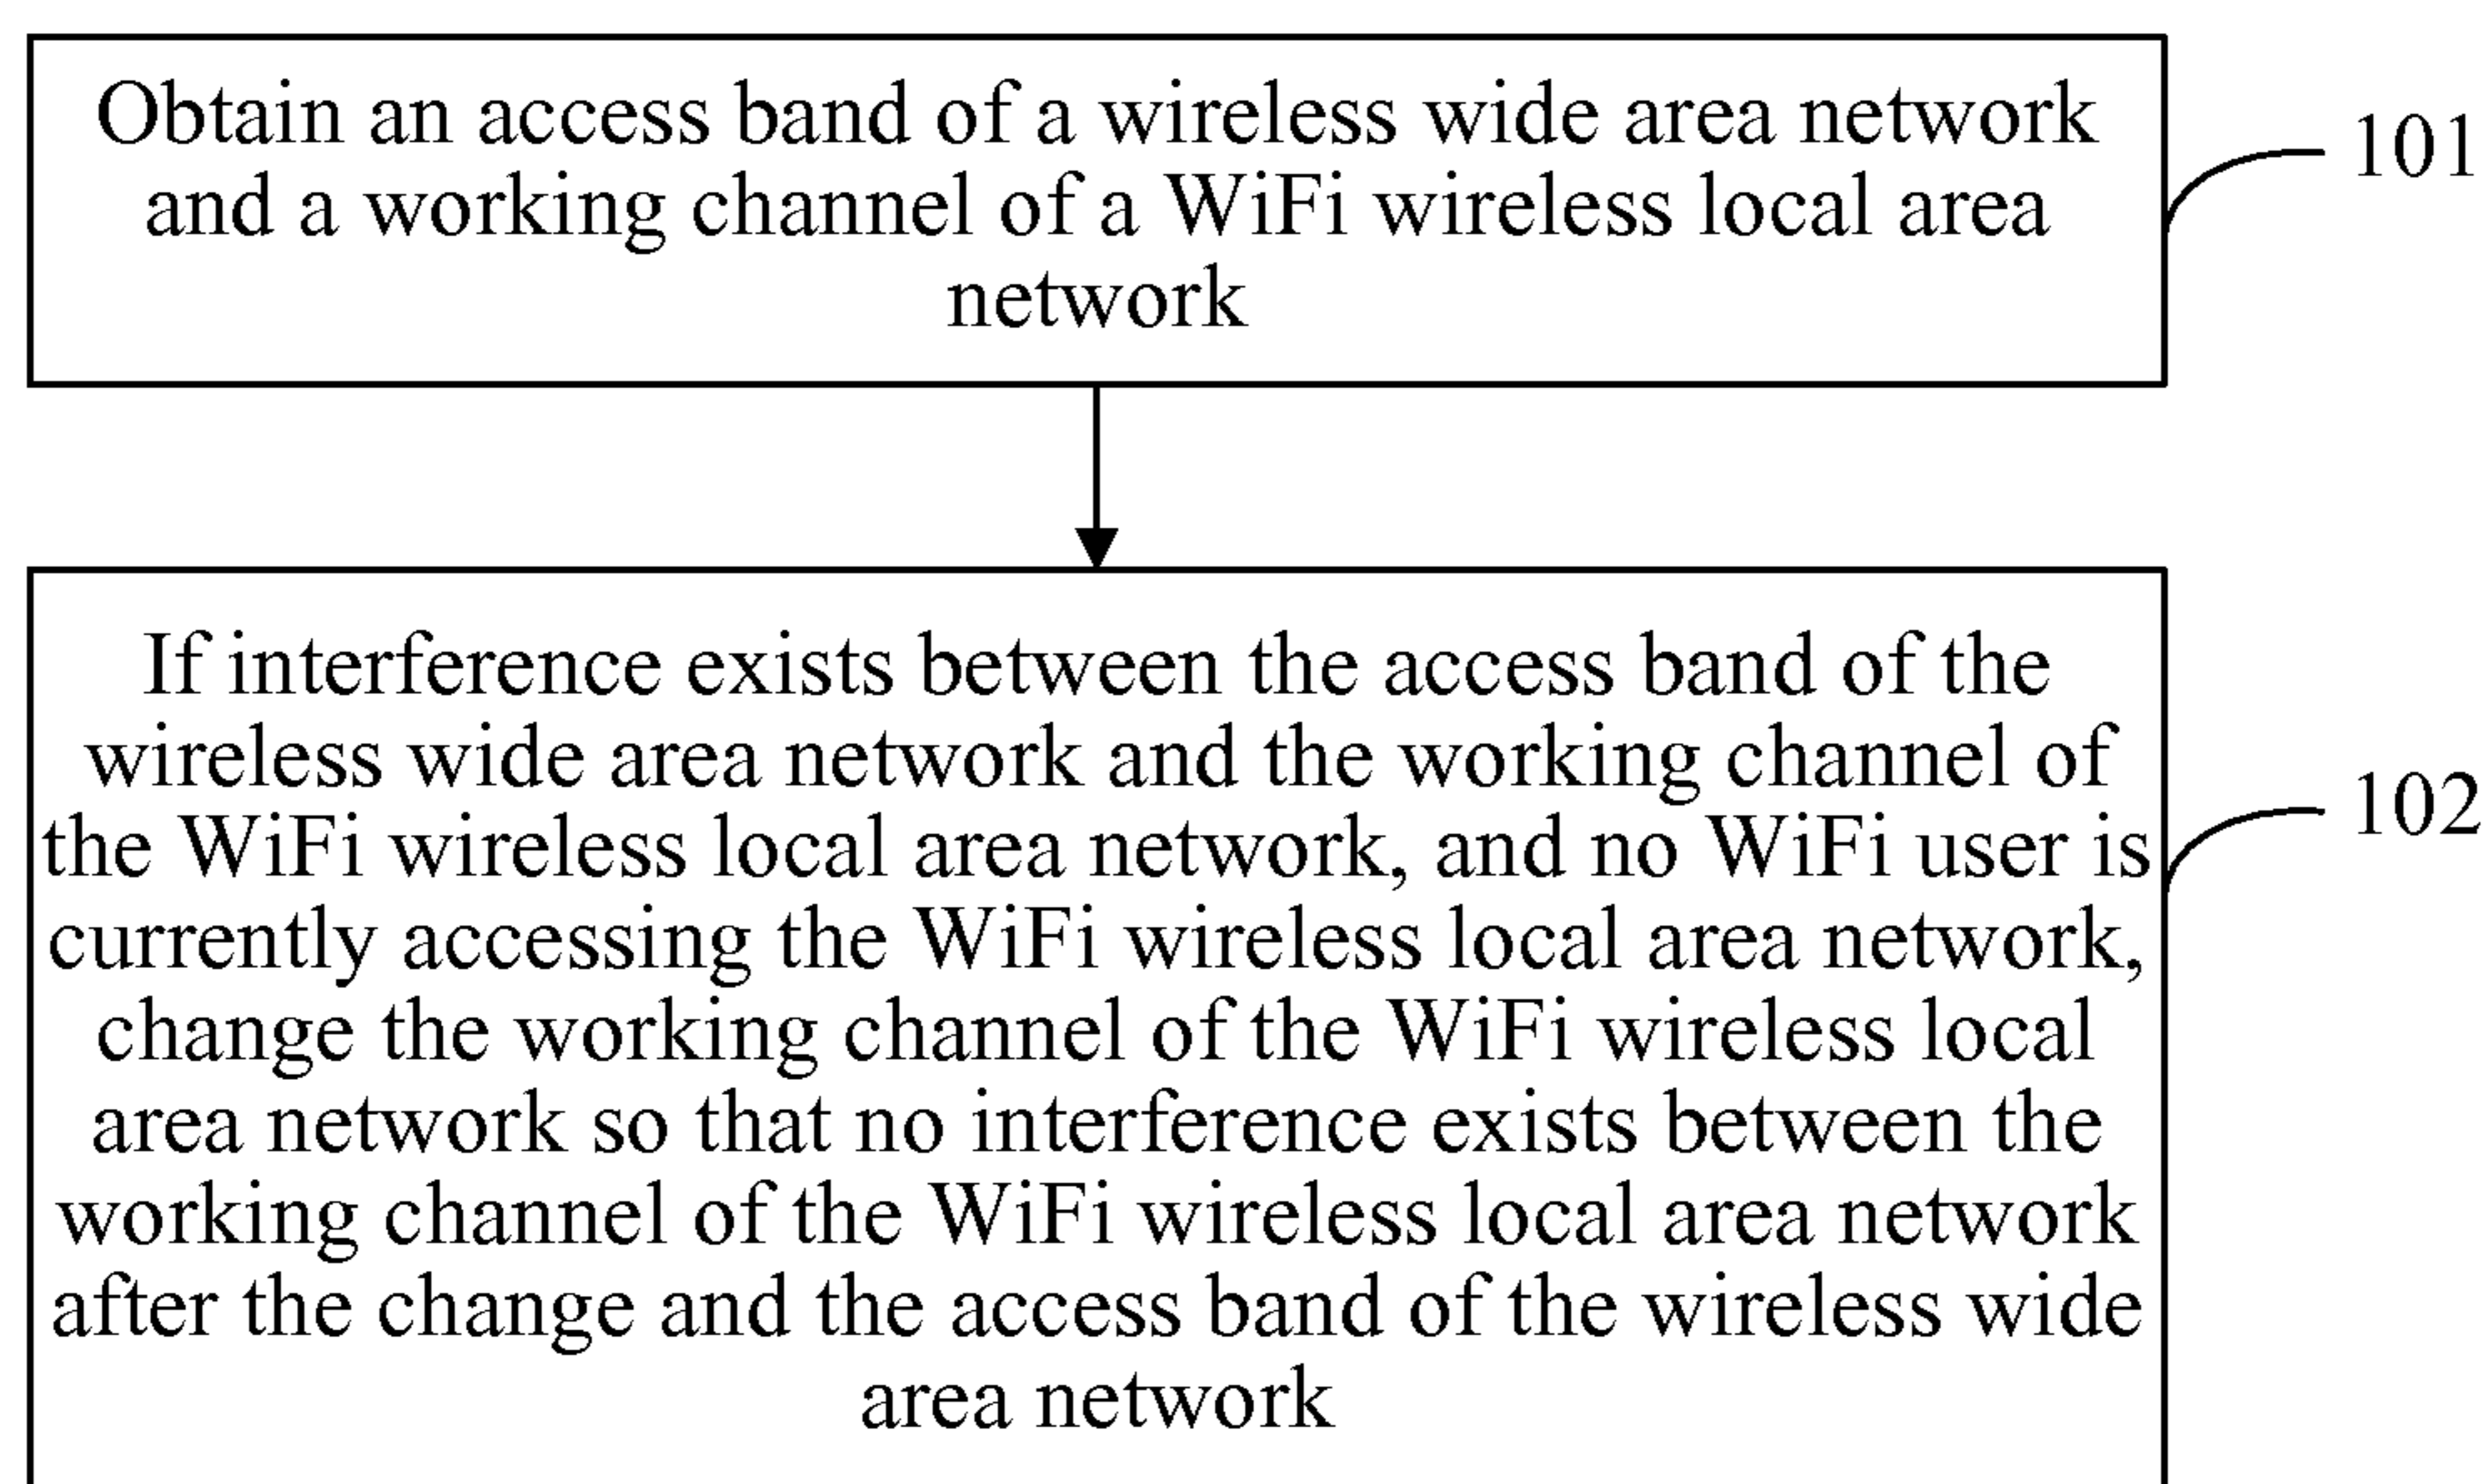 Obtain an access band of a wireless wide area network
and a working channel of a WiFi wireless local area
network
101
If interference exists between the access band of the
wireless wide area network and the working channel of
the WiFi wireless local area network, and no WiFi user is
currently accessing the WiFi wireless local area network,
change the working channel of the WiFi wireless local
area network so that no interference exists between the
working channel of the WiFi wireless local area network
after the change and the access band of the wireless wide
area network
102